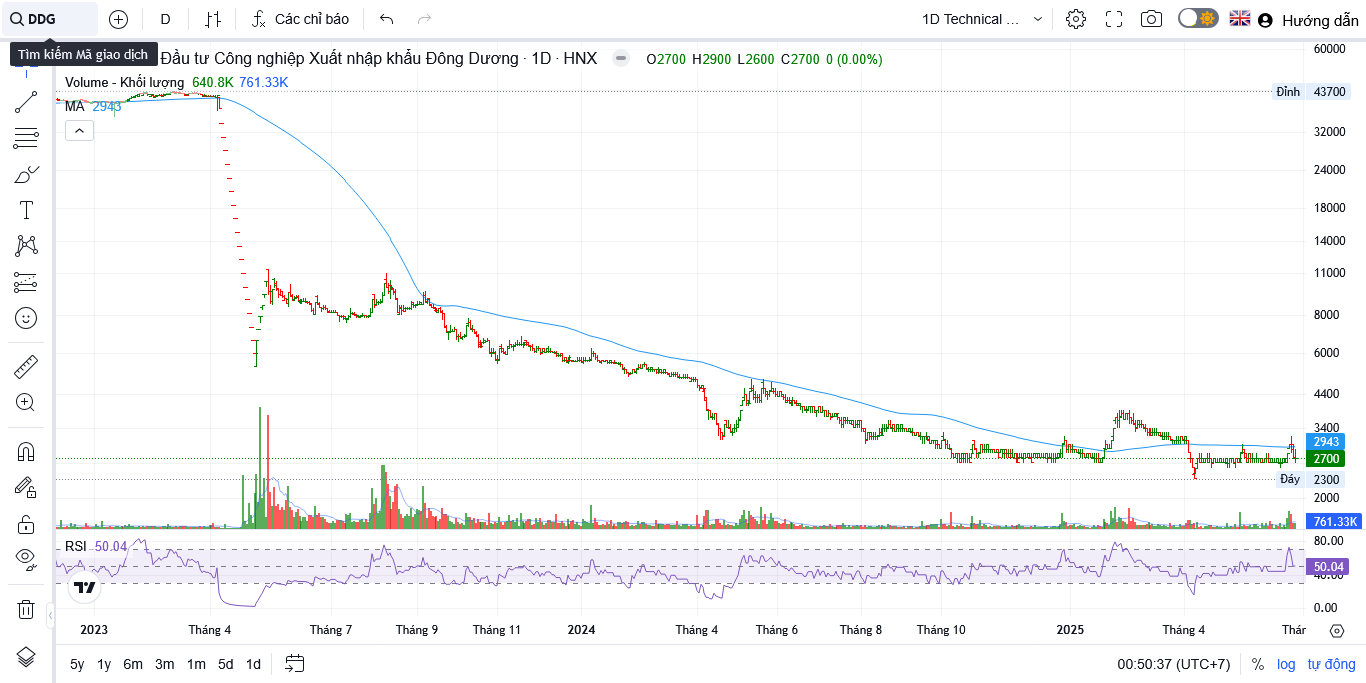 DDG
D
Các chỉ báo
1D Technical ...
Hướng dẫn
Tìm kiếm Mã giao dịch
Đầu tư Công nghiệp Xuất nhập khẩu Đông Dương · 1D · HNX
O2700 H2900 L2600 C2700 0 (0.00%)
Volume - Khối lượng 640.8K 761.33K
MA 2943
60000
Đỉnh 43700
32000
24000
18000
14000
11000
8000
6000
4400
3400
2943
2700
Đáy 2300
2000
761.33K
RSI 50.04
80.00
50.04
40.00
0.00
2023 Tháng 4 Tháng 7 Tháng 9 Tháng 11 2024 Tháng 4 Tháng 6 Tháng 8 Tháng 10 2025 Tháng 4 Thár
5y 1y 6m 3m 1m 5d 1d
00:50:37 (UTC+7) % log tự động